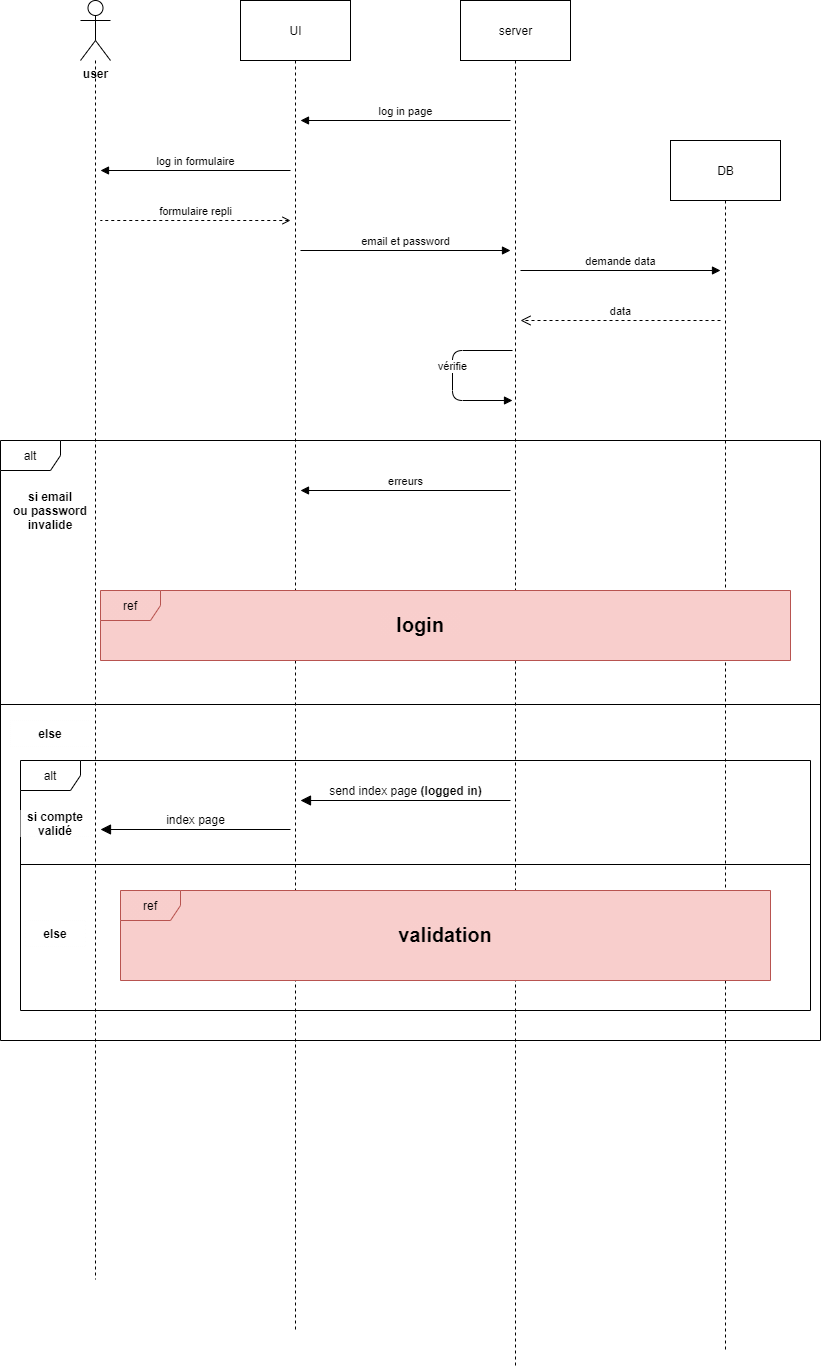 UI
server
user
log in page
log in formulaire
DB
formulaire repli
email et password
demande data
data
vérifie
alt
erreurs
si email
ou password
invalide
ref
login
else
alt
send index page (logged in)
si compte
validé
index page
ref
validation
else